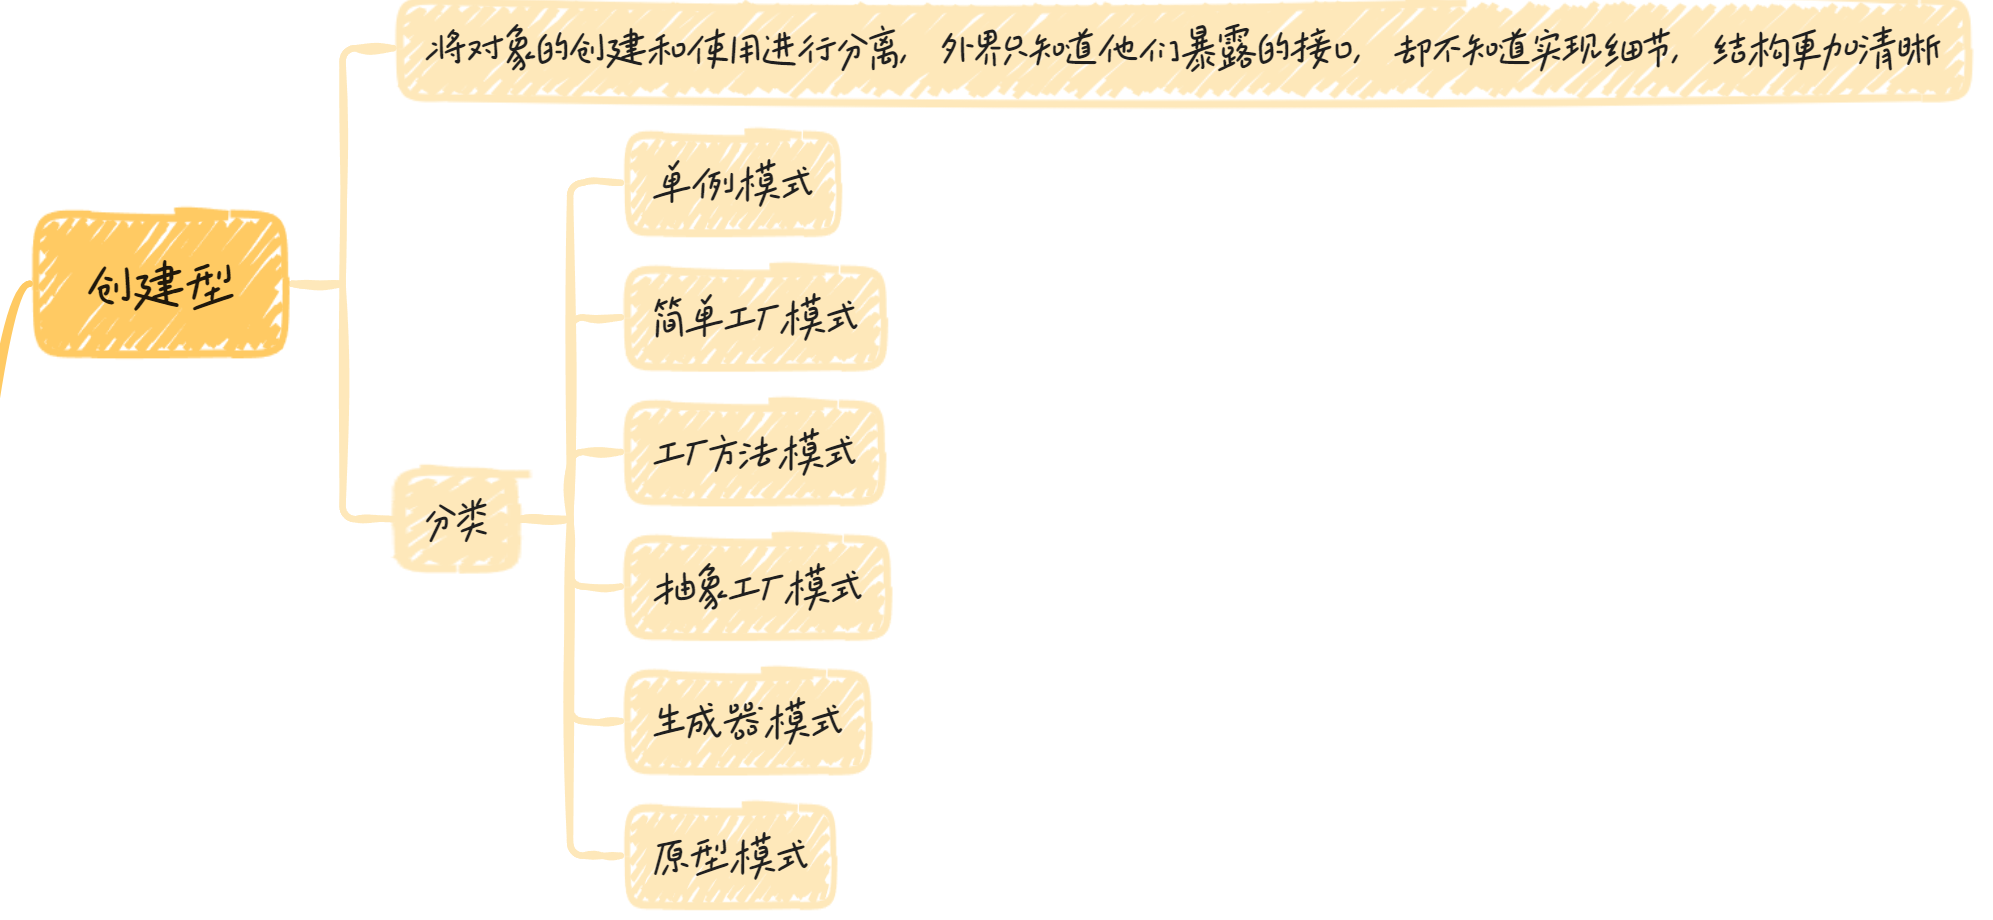 将对象的创建和使用进行分离, 外界只知道他们暴露的接口, 却不知道实现细节, 结构更加清晰
创建型
分类
单例模式
简单工厂模式
工厂方法模式
抽象工厂模式
生成器模式
原型模式